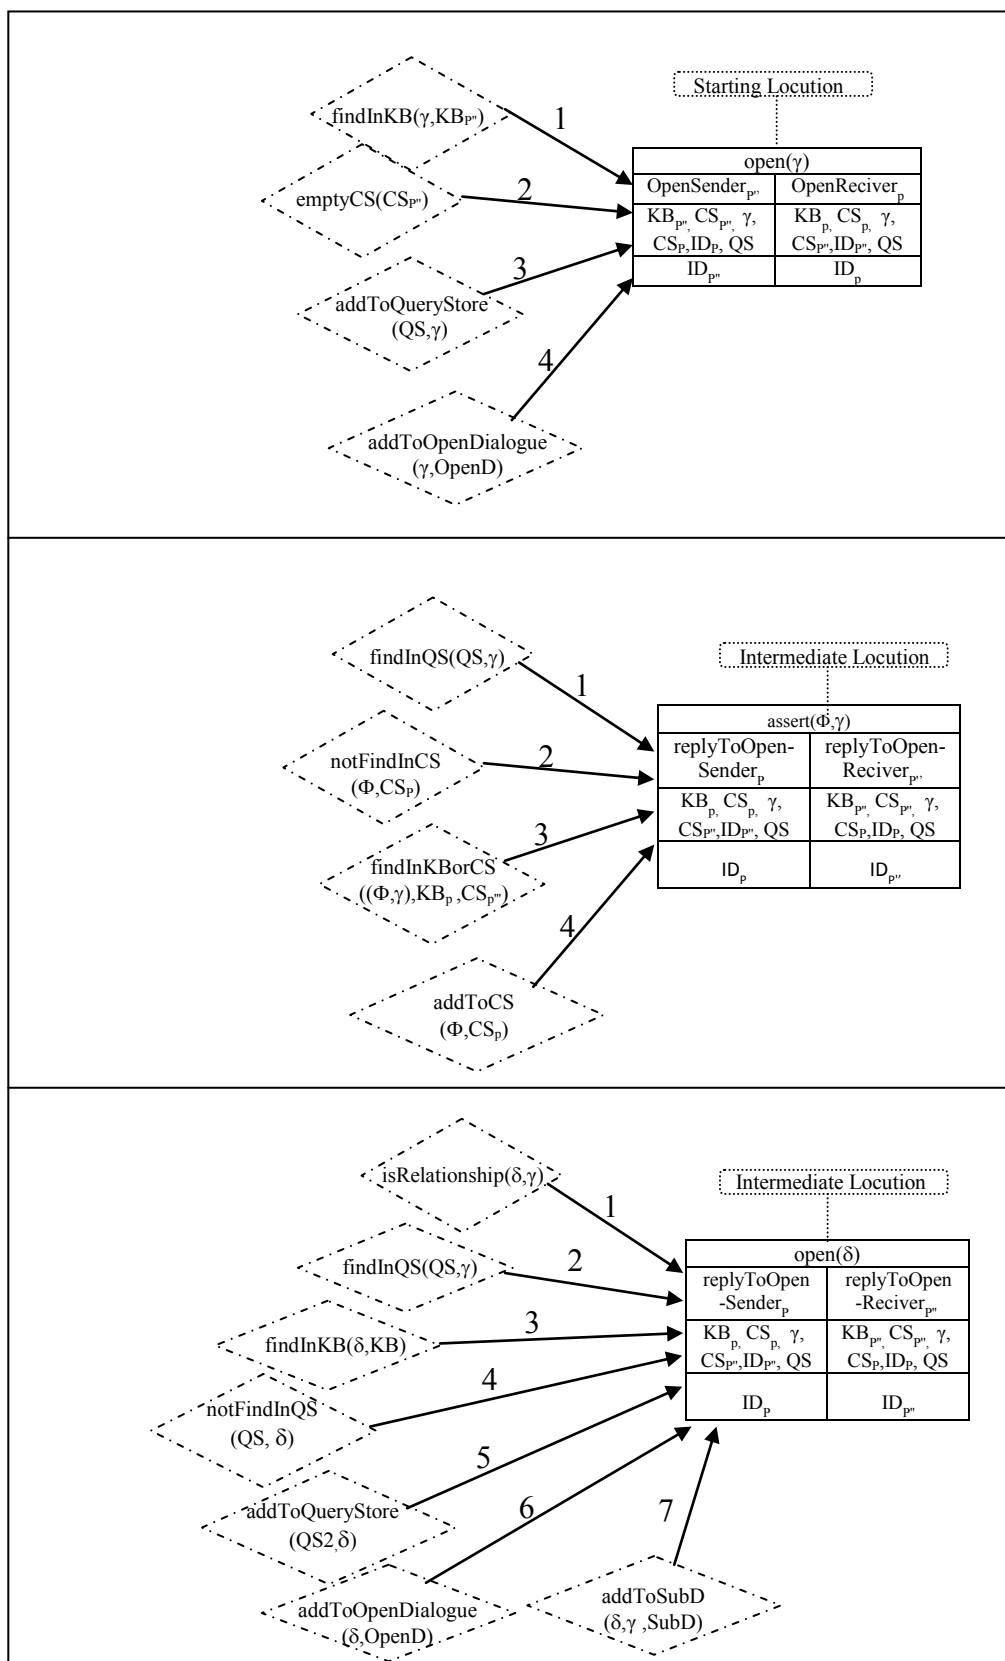 Starting Locution
findInKB(γ,KBP'')
1
open(γ)
OpenSenderP'' OpenReciverp
emptyCS(CSP'')
2
KBP'', CSP'', γ, KBp, CSp, γ,
CSP,IDP, QS CSP'',IDP'', QS
IDP'' IDp
3
addToQueryStore
(QS,γ)
4
addToOpenDialogue
(γ,OpenD)
Intermediate Locution
findInQS(QS,γ)
1
assert(Φ,γ)
replyToOpen- replyToOpen-
SenderP ReciverP''
notFindInCS
(Φ,CSP)
2
KBp, CSp, γ, KBP'', CSP'', γ,
CSP'',IDP'', QS CSP,IDP, QS
IDP IDP''
3
findInKBorCS
((Φ,γ),KBp ,CSp''')
4
addToCS
(Φ,CSp)
Intermediate Locution
isRelationship(δ,γ)
1
open(δ)
replyToOpen replyToOpen
-SenderP -ReciverP''
findInQS(QS,γ)
2
KBp, CSp, γ, KBP'', CSP'', γ,
CSP'',IDP'', QS CSP,IDP, QS
IDP IDP''
findInKB(δ,KB)
3
notFindInQS
(QS, δ)
4
addToQueryStore
(QS2,δ)
5
addToOpenDialogue
(δ,OpenD)
6
7
addToSubD
(δ,γ ,SubD)